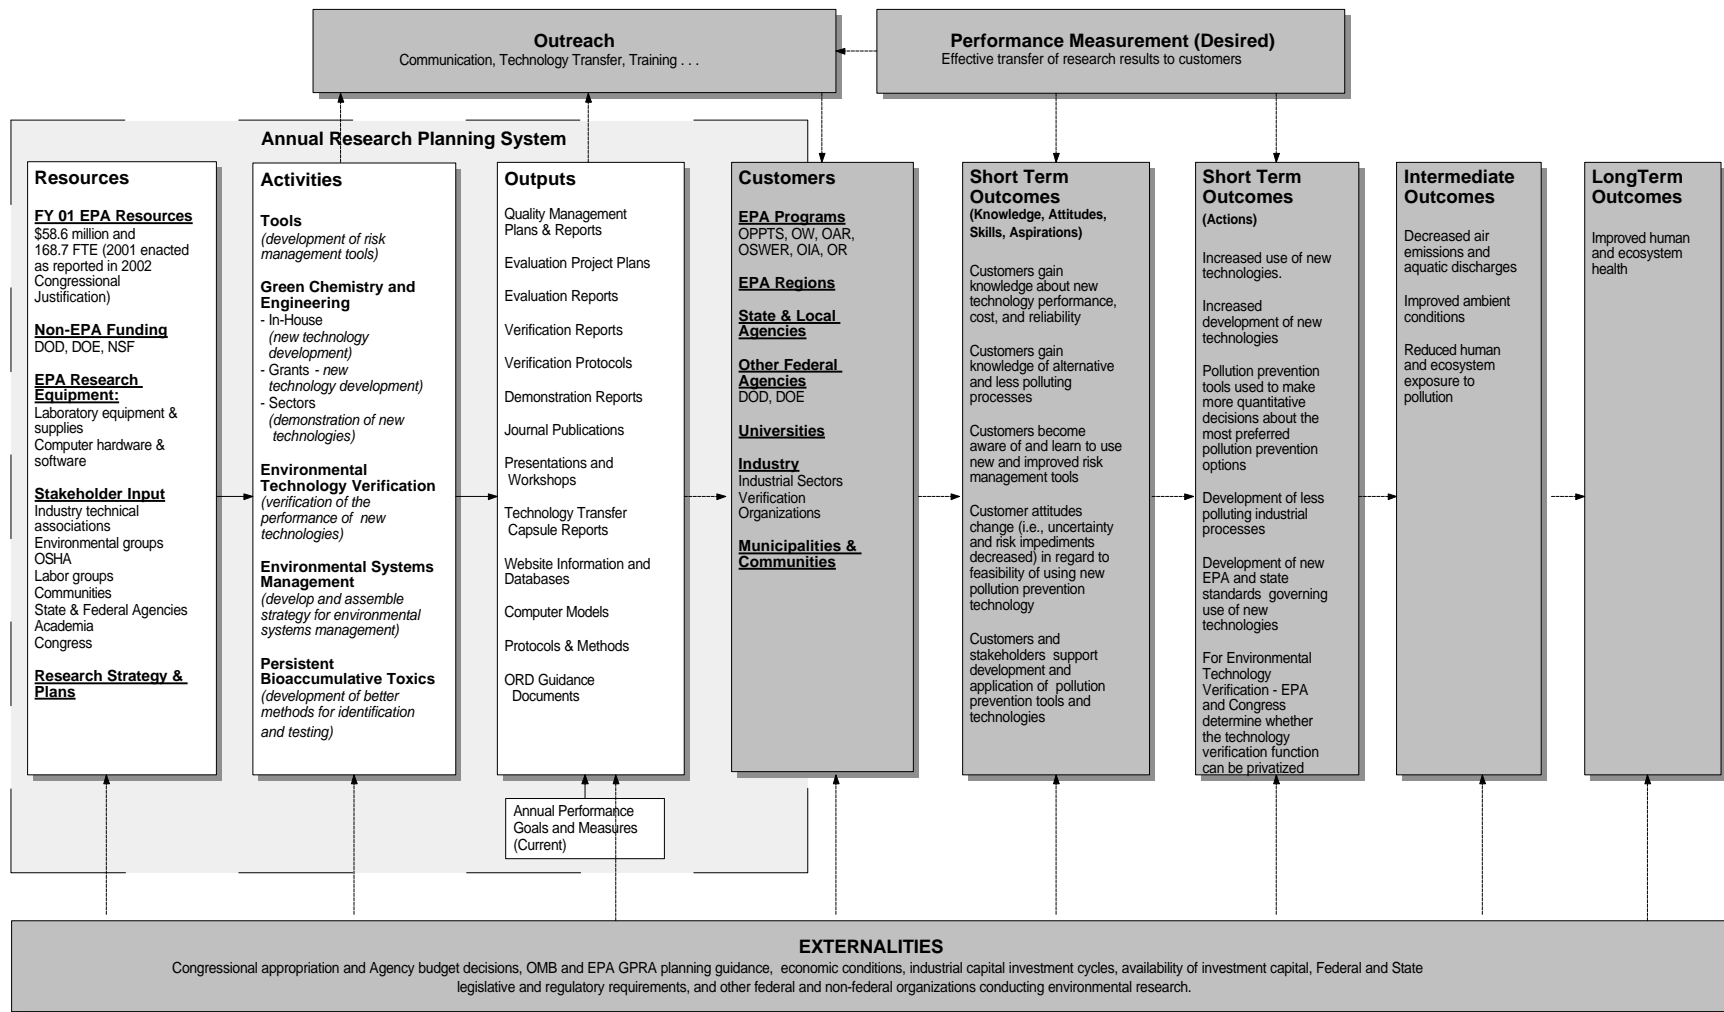 Outreach
Communication, Technology Transfer, Training . . .
Performance Measurement (Desired)
Effective transfer of research results to customers
Annual Research Planning System
Resources
FY 01 EPA Resources
$58.6 million and
168.7 FTE (2001 enacted
as reported in 2002
Congressional
Justification)
Non-EPA Funding
DOD, DOE, NSF
EPA Research
Equipment:
Laboratory equipment &
supplies
Computer hardware &
software
Stakeholder Input
Industry technical
associations
Environmental groups
OSHA
Labor groups
Communities
State & Federal Agencies
Academia
Congress
Research Strategy &
Plans
Activities
Tools
(development of risk
management tools)
Green Chemistry and
Engineering
- In-House
(new technology
development)
- Grants - new
technology development)
- Sectors
(demonstration of new
technologies)
Environmental
Technology Verification
(verification of the
performance of new
technologies)
Environmental Systems
Management
(develop and assemble
strategy for environmental
systems management)
Persistent
Bioaccumulative Toxics
(development of better
methods for identification
and testing)
Outputs
Quality Management
Plans & Reports
Evaluation Project Plans
Evaluation Reports
Verification Reports
Verification Protocols
Demonstration Reports
Journal Publications
Presentations and
Workshops
Technology Transfer
Capsule Reports
Website Information and
Databases
Computer Models
Protocols & Methods
ORD Guidance
Documents
Annual Performance
Goals and Measures
(Current)
Customers
EPA Programs
OPPTS, OW, OAR,
OSWER, OIA, OR
EPA Regions
State & Local
Agencies
Other Federal
Agencies
DOD, DOE
Universities
Industry
Industrial Sectors
Verification
Organizations
Municipalities &
Communities
Short Term
Outcomes
(Knowledge, Attitudes,
Skills, Aspirations)
Customers gain
knowledge about new
technology performance,
cost, and reliability
Customers gain
knowledge of alternative
and less polluting
processes
Customers become
aware of and learn to use
new and improved risk
management tools
Customer attitudes
change (i.e., uncertainty
and risk impediments
decreased) in regard to
feasibility of using new
pollution prevention
technology
Customers and
stakeholders support
development and
application of pollution
prevention tools and
technologies
Short Term
Outcomes
(Actions)
Increased use of new
technologies.
Increased
development of new
technologies
Pollution prevention
tools used to make
more quantitative
decisions about the
most preferred
pollution prevention
options
Development of less
polluting industrial
processes
Development of new
EPA and state
standards governing
use of new
technologies
For Environmental
Technology
Verification - EPA
and Congress
determine whether
the technology
verification function
can be privatized
Intermediate
Outcomes
Decreased air
emissions and
aquatic discharges
Improved ambient
conditions
Reduced human
and ecosystem
exposure to
pollution
LongTerm
Outcomes
Improved human
and ecosystem
health
EXTERNALITIES
Congressional appropriation and Agency budget decisions, OMB and EPA GPRA planning guidance, economic conditions, industrial capital investment cycles, availability of investment capital, Federal and State
legislative and regulatory requirements, and other federal and non-federal organizations conducting environmental research.